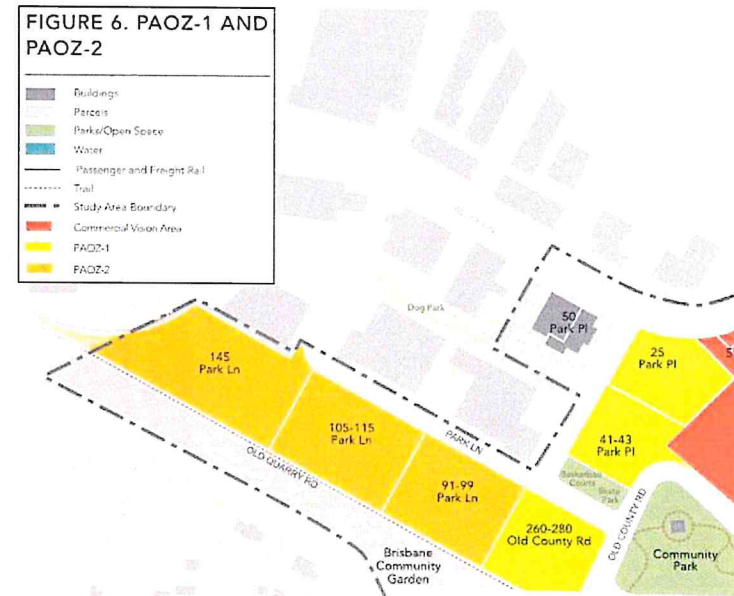 FIGURE 6. PAOZ-1 AND
PAOZ-2
Buildings
Parcels
Parks/Open Space
Water
Passenger and Freight Rail
Trail
Study Area Boundary
Commercial Vision Area
PAOZ-1
PAOZ-2
Dog Park
50
Park Pl
25
Park Pl
5
145
Park Ln
105-115
Park Ln
PARK LN
41-43
Park Pl
OLD QUARRY RD
91-99
Park Ln
Basketball
Courts
Skate
Park
OLD COUNTY RD
260-280
Old County Rd
Brisbane
Community
Garden
Community
Park